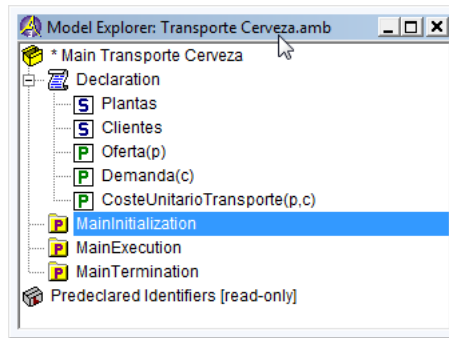 Model Explorer: Transporte Cerveza.amb
* Main Transporte Cerveza
Declaration
S Plantas
S Clientes
P Oferta(p)
P Demanda(c)
P CosteUnitarioTransporte(p,c)
P MainInitialization
P MainExecution
P MainTermination
Predeclared Identifiers [read-only]